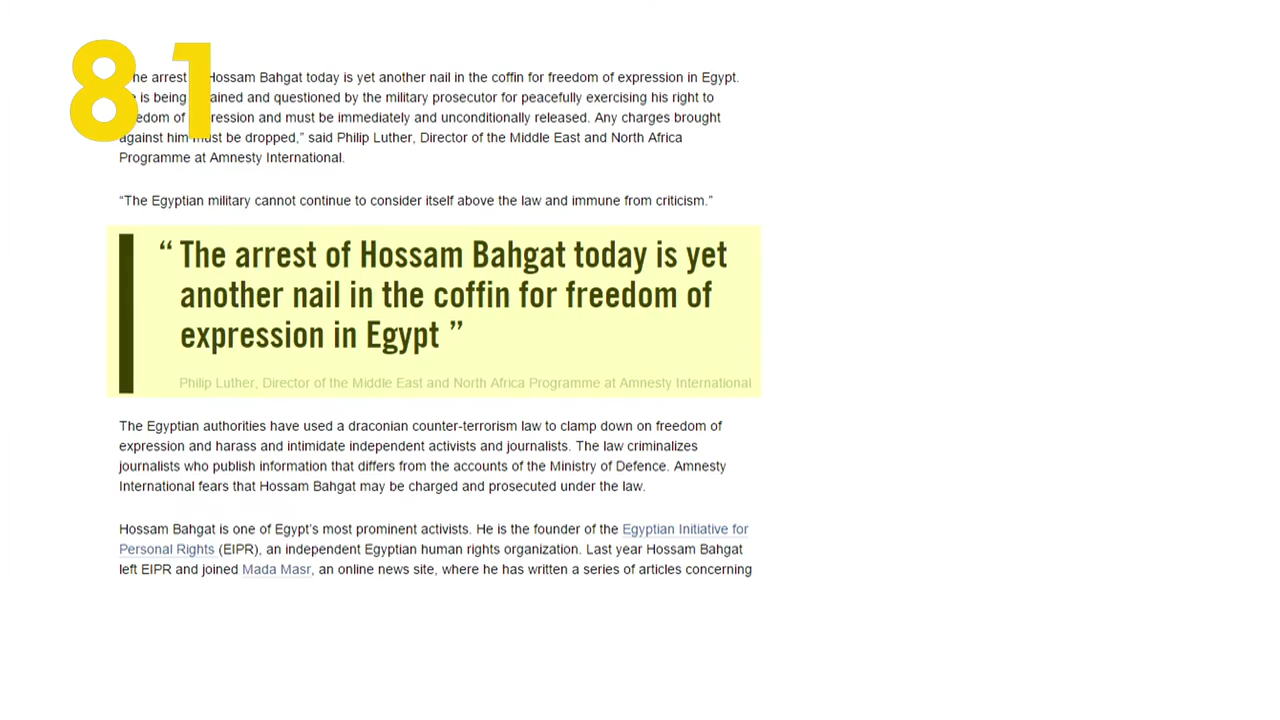 81
he arrest Hossam Bahgat today is yet another nail in the coffin for freedom of expression in Egypt.
is being ained and questioned by the military prosecutor for peacefully exercising his right to
edom of ression and must be immediately and unconditionally released. Any charges brought
against him must be dropped,” said Philip Luther, Director of the Middle East and North Africa
Programme at Amnesty International.
“The Egyptian military cannot continue to consider itself above the law and immune from criticism.”
“ The arrest of Hossam Bahgat today is yet
another nail in the coffin for freedom of
expression in Egypt ”
Philip Luther, Director of the Middle East and North Africa Programme at Amnesty International
The Egyptian authorities have used a draconian counter-terrorism law to clamp down on freedom of
expression and harass and intimidate independent activists and journalists. The law criminalizes
journalists who publish information that differs from the accounts of the Ministry of Defence. Amnesty
International fears that Hossam Bahgat may be charged and prosecuted under the law.
Hossam Bahgat is one of Egypt’s most prominent activists. He is the founder of the Egyptian Initiative for
Personal Rights (EIPR), an independent Egyptian human rights organization. Last year Hossam Bahgat
left EIPR and joined Mada Masr, an online news site, where he has written a series of articles concerning